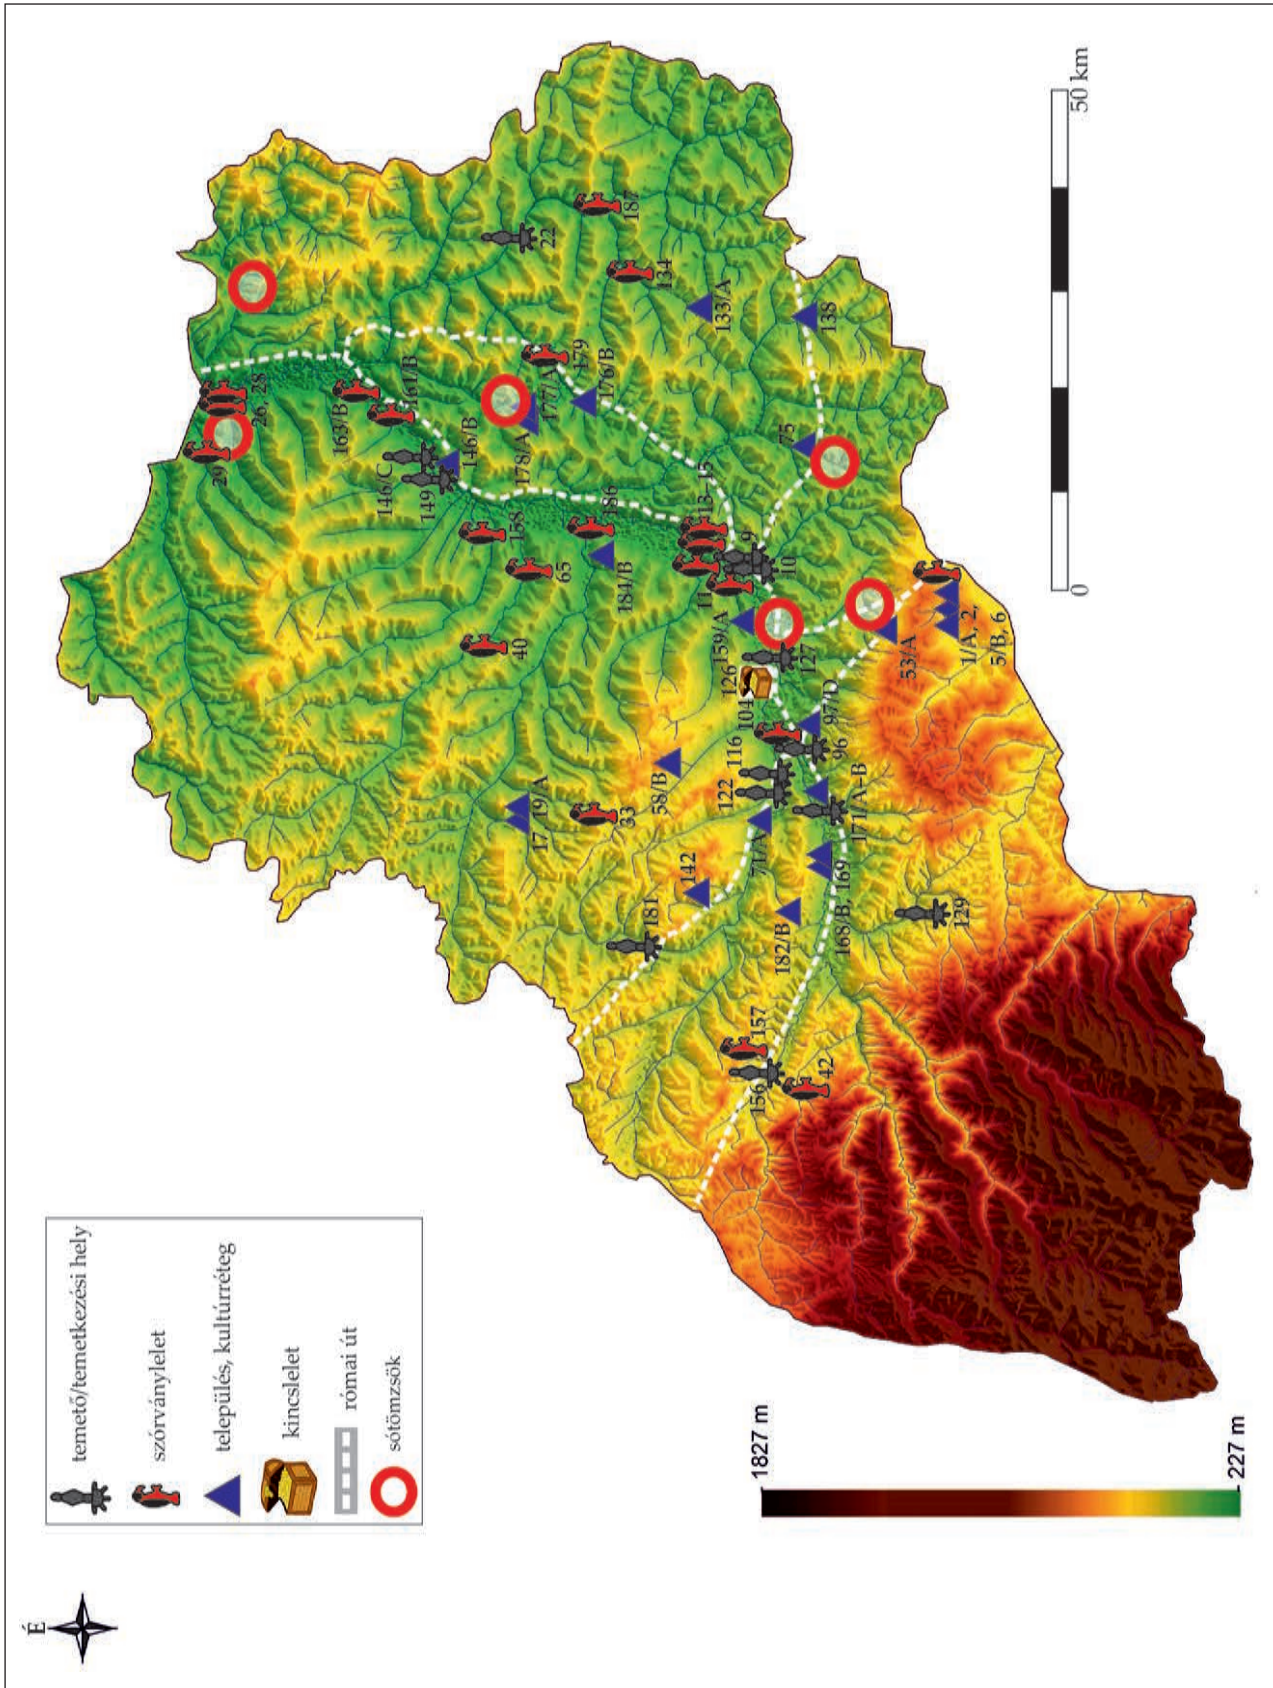 É
temető/temetkezési hely
szórványlelet
település, kultúrréteg
kincslelet
római út
sótömzsök
1827 m
227 m
0
50 km
29
26, 28
163/B
161/B
146/C
149
146/B
178/A
177/A
179
176/B
22
187
134
133/A
138
75
158
65
186
184/B
40
13–15
11
9
10
159/A
127
126
104
116
122
97/D
96
53/A
1/A, 2,
5/B, 6
17
19/A
33
58/B
142
71/A
171/A–B
168/B, 169
182/B
181
129
157
156
42